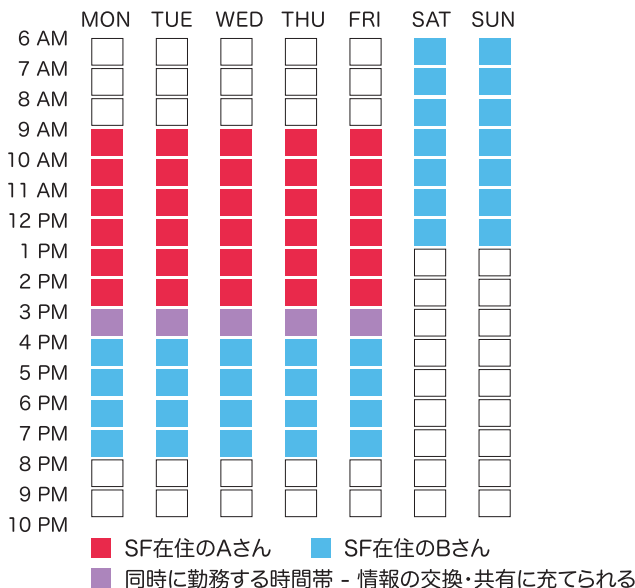 MON TUE WED THU FRI SAT SUN
6 AM
7 AM
8 AM
9 AM
10 AM
11 AM
12 PM
1 PM
2 PM
3 PM
4 PM
5 PM
6 PM
7 PM
8 PM
9 PM
10 PM
SF在住のAさん SF在住のBさん
同時に勤務する時間帯 - 情報の交換・共有に充てられる